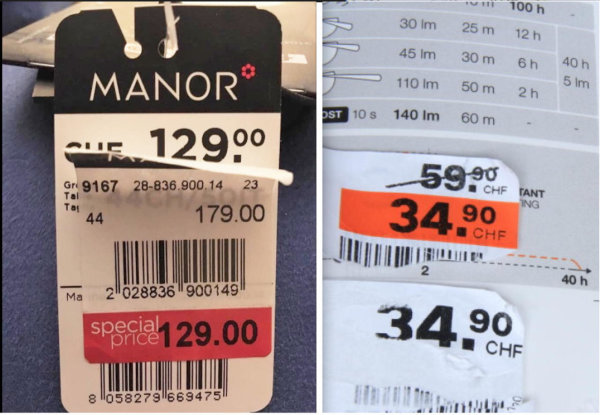 MANOR
CHF 129.00
9167 28-836.900.14 23
44 179.00
2 028836 900149
special
price 129.00
8 058279 669475
100 h
30 lm 25 m 12 h -
45 lm 30 m 6 h 40 h
5 lm
110 lm 50 m 2 h
10 s 140 lm 60 m - -
59.90 CHF
34.90 CHF
2
40 h
34.90
CHF